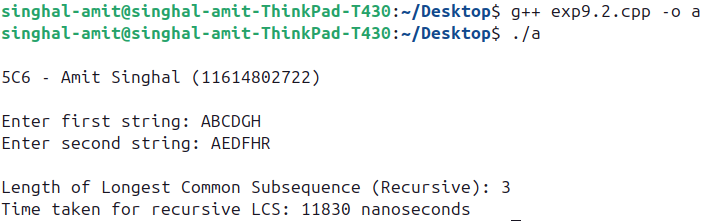 singhal-amit@singhal-amit-ThinkPad-T430:~/Desktop$ g++ exp9.2.cpp -o a
singhal-amit@singhal-amit-ThinkPad-T430:~/Desktop$ ./a
5C6 - Amit Singhal (11614802722)
Enter first string: ABCDGH
Enter second string: AEDFHR
Length of Longest Common Subsequence (Recursive): 3
Time taken for recursive LCS: 11830 nanoseconds